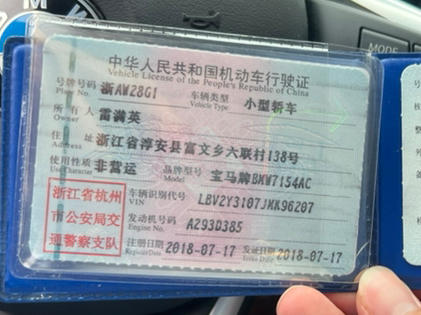 M
MODE
中华人民共和国机动车行驶证
Vehicle License of the People's Republic of China
号牌号码 浙AW28G1 车辆类型 小型轿车
Plate No. Vehicle Type
所有人 雷满英
Owner
住址 浙江省淳安县富文乡六联村138号
Address
使用性质 非营运 品牌型号 宝马牌BMW7154AC
Use Character Model
浙江省杭州
市公安局交
通警察支队
车辆识别代号 LBV2Y3107JMK96207
VIN
发动机号码 A293D385
Engine No.
注册日期 2018-07-17 发证日期 2018-07-17
Register Date Issue Date